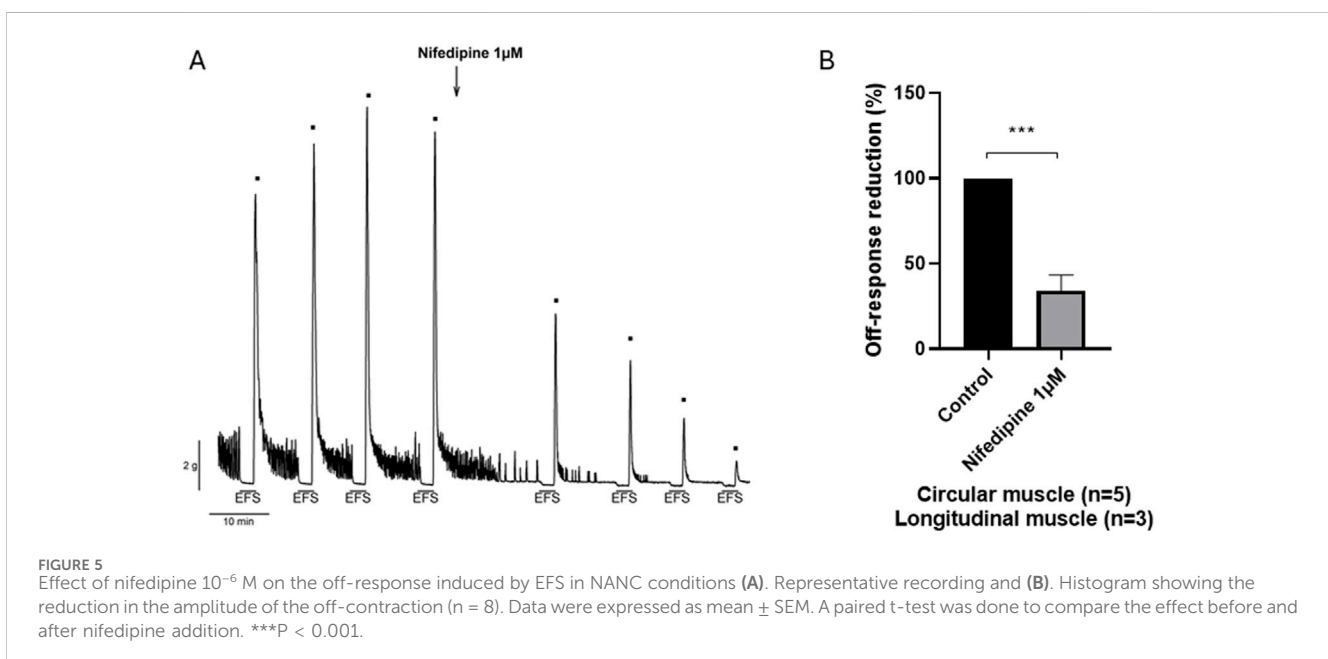 A
Nifedipine 1µM
2 g
EFS EFS EFS EFS EFS EFS EFS EFS
10 min
B
Off-response reduction (%)
150
100
50
0
***
Control
Nifedipine 1µM
Circular muscle (n=5)
Longitudinal muscle (n=3)
FIGURE 5
Effect of nifedipine 10⁻⁶ M on the off-response induced by EFS in NANC conditions (A). Representative recording and (B). Histogram showing the
reduction in the amplitude of the off-contraction (n = 8). Data were expressed as mean ± SEM. A paired t-test was done to compare the effect before and
after nifedipine addition. ***P < 0.001.